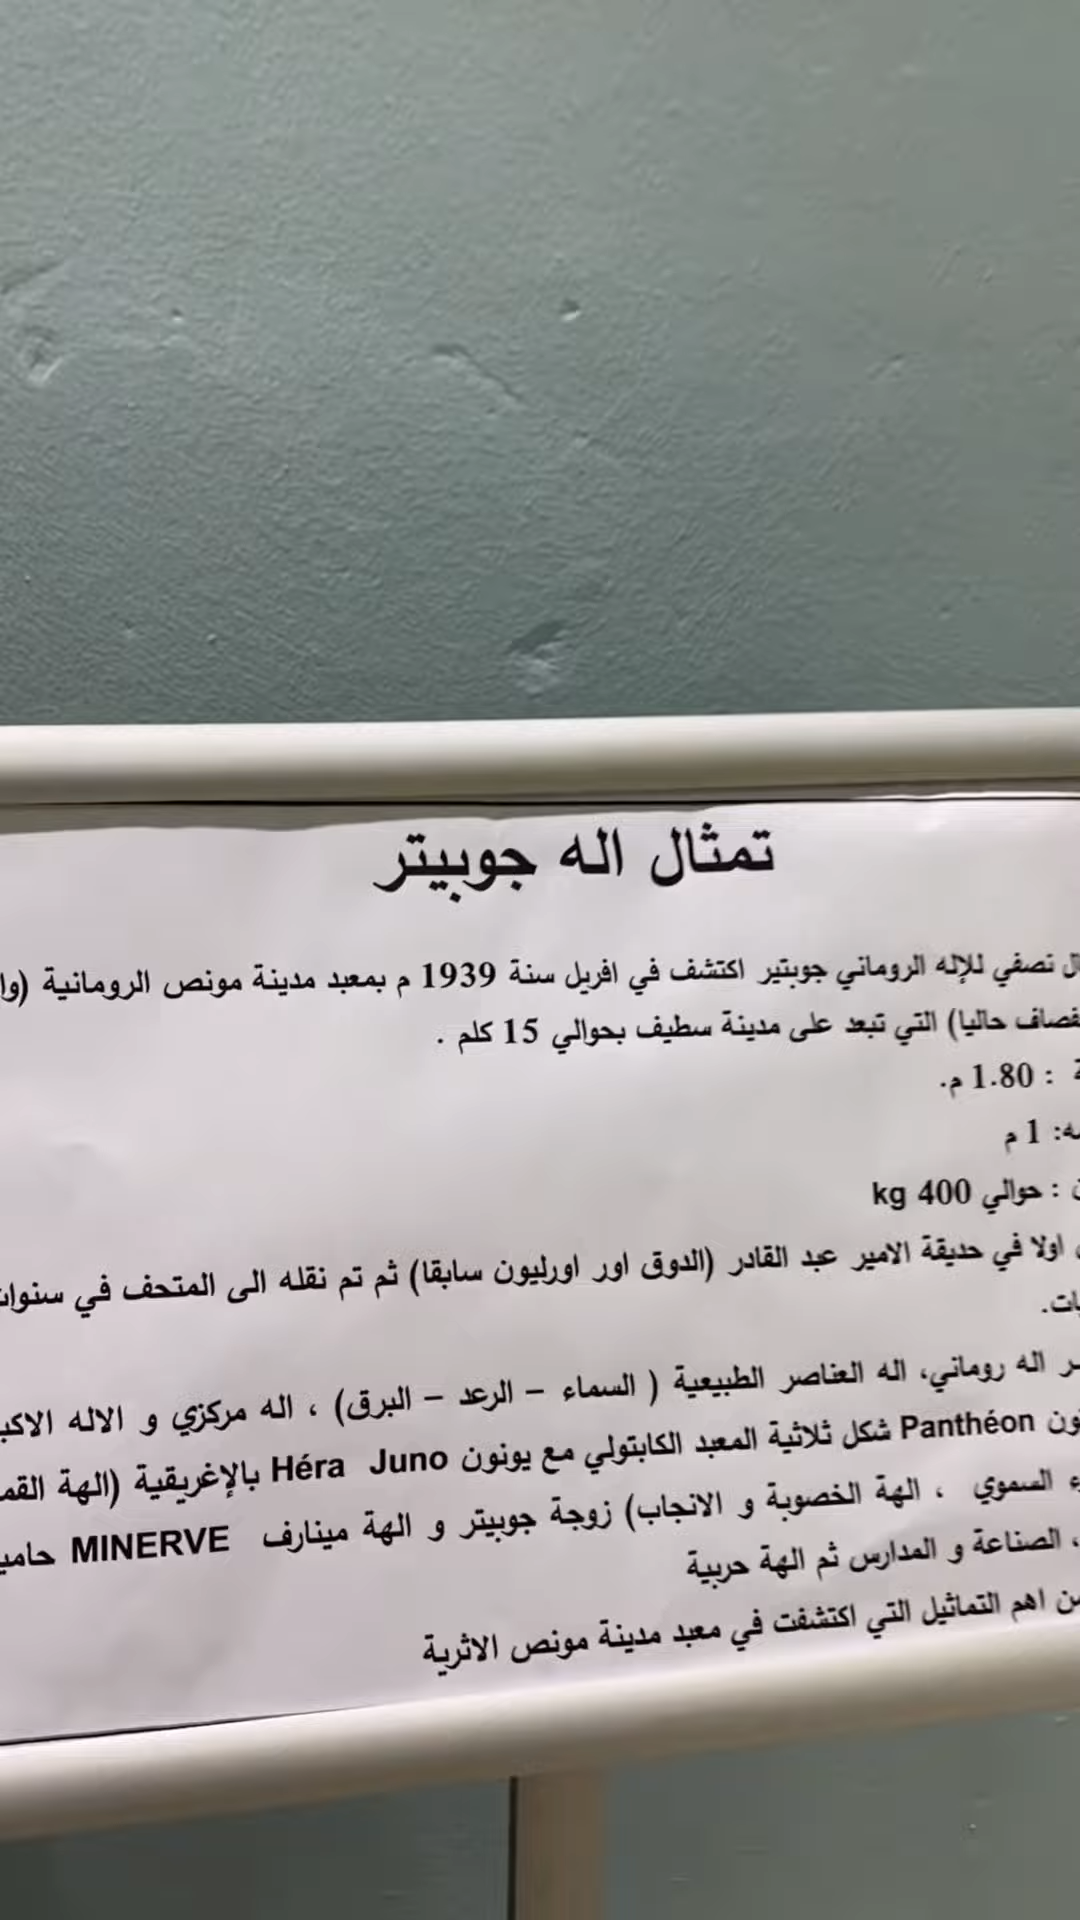 تمثال اله جوبيتر
نصفي للإله الروماني جوبتير اكتشف في افريل سنة 1939 م بمعبد مدينة مونص الرومانية
حاليا) التي تبعد على مدينة سطيف بحوالي 15 كلم .
: 1.80 م.
1 م
: حوالي 400 kg
اولا في حديقة الامير عبد القادر (الدوق اور اورليون سابقا) ثم تم نقله الى المتحف في
اله روماني، اله العناصر الطبيعية ( السماء – الرعد – البرق) ، اله مركزي و الاله
Panthéon شكل ثلاثية المعبد الكابتولي مع يونون Héra Juno بالإغريقية (الهة
السموي ، الهة الخصوبة و الانجاب) زوجة جوبيتر و الهة مينارف MINERVE
، الصناعة و المدارس ثم الهة حربية
اهم التماثيل التي اكتشفت في معبد مدينة مونص الاثرية